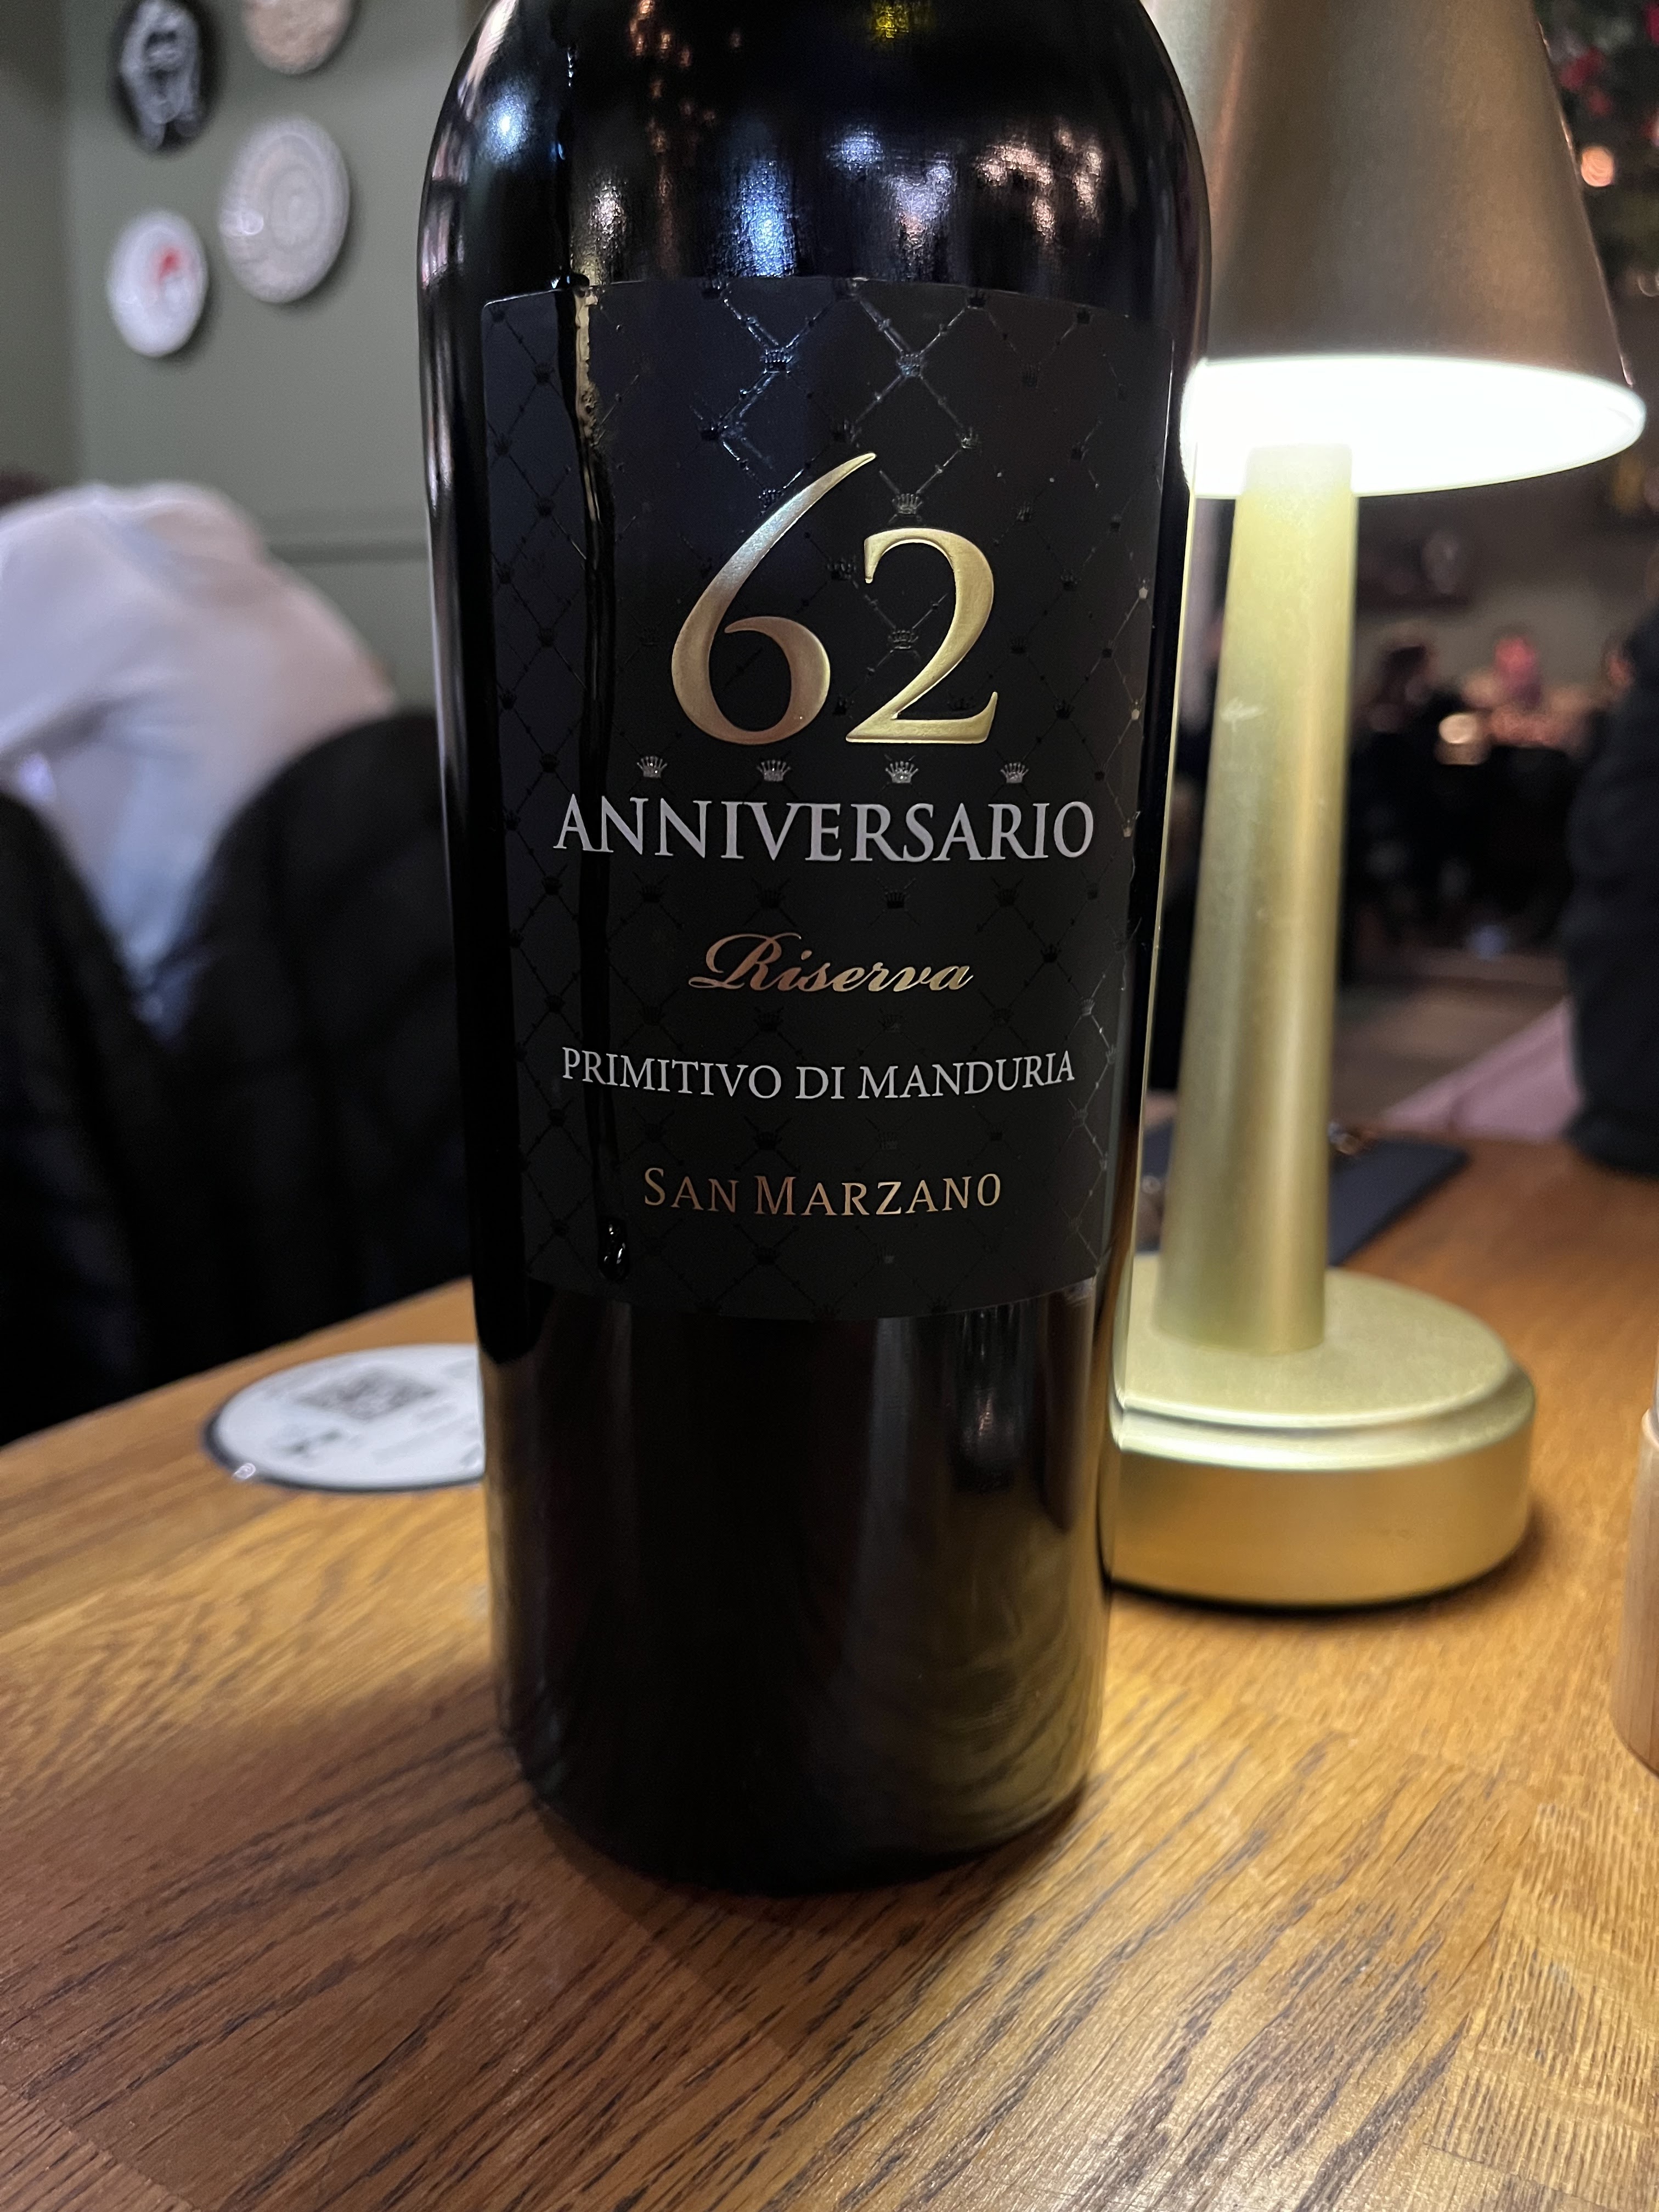 62
ANNIVERSARIO
Riserva
PRIMITIVO DI MANDURIA
SAN MARZANO